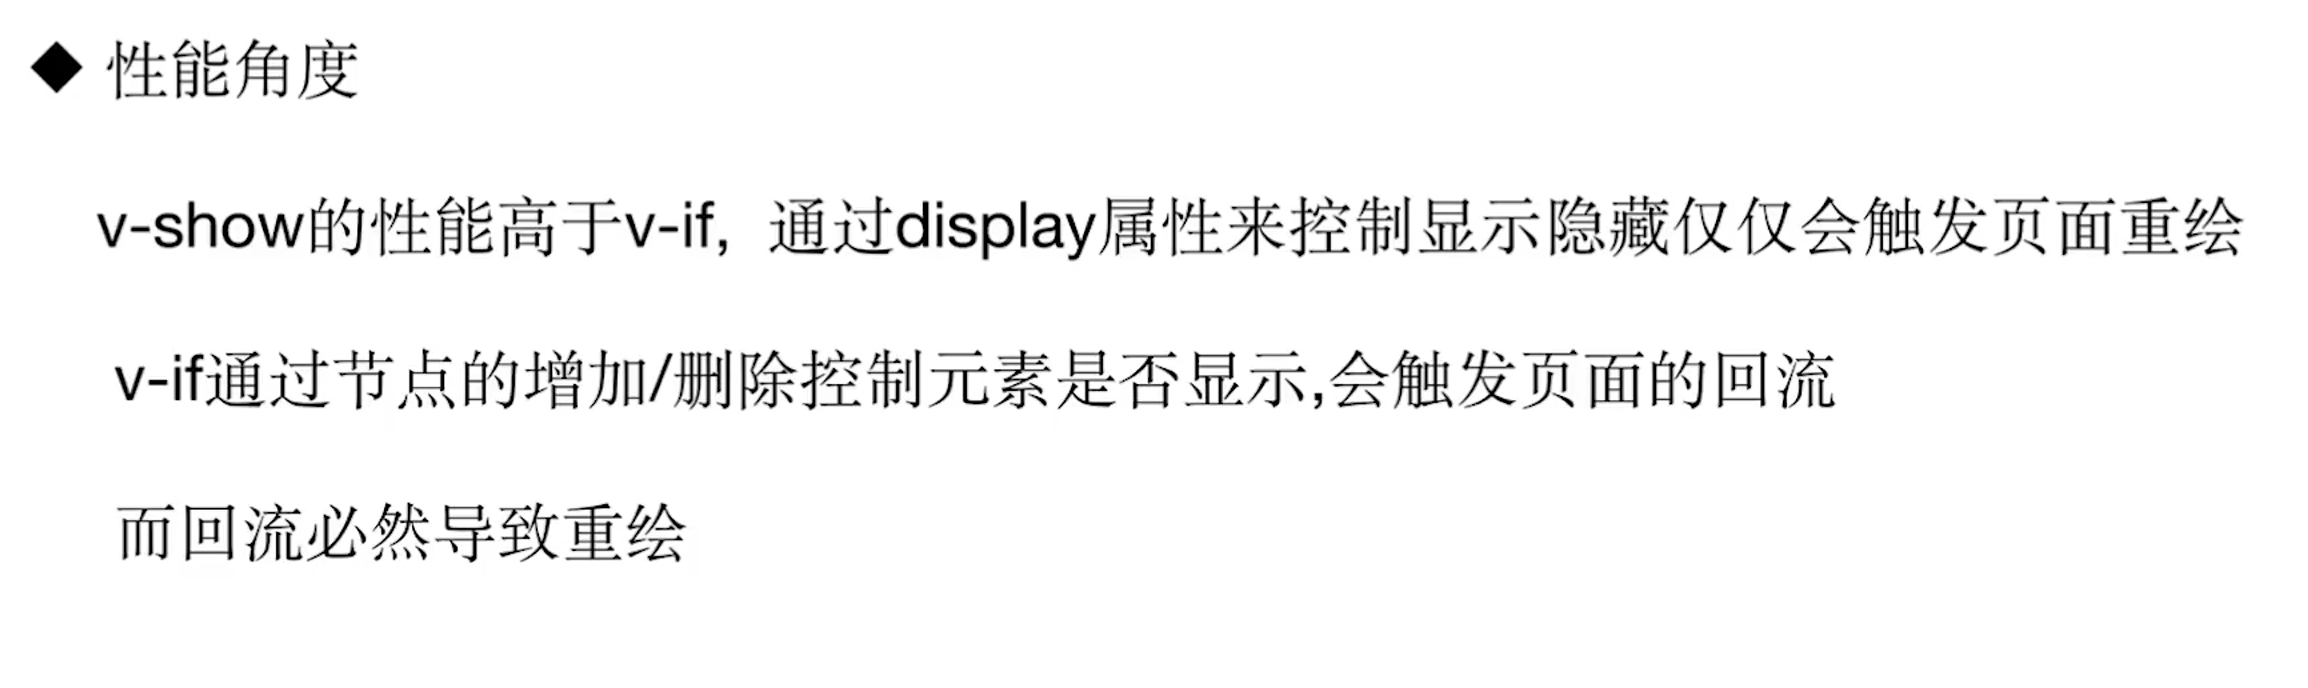 ◆ 性能角度
v-show的性能高于v-if, 通过display属性来控制显示隐藏仅仅会触发页面重绘
v-if通过节点的增加/删除控制元素是否显示,会触发页面的回流
而回流必然导致重绘